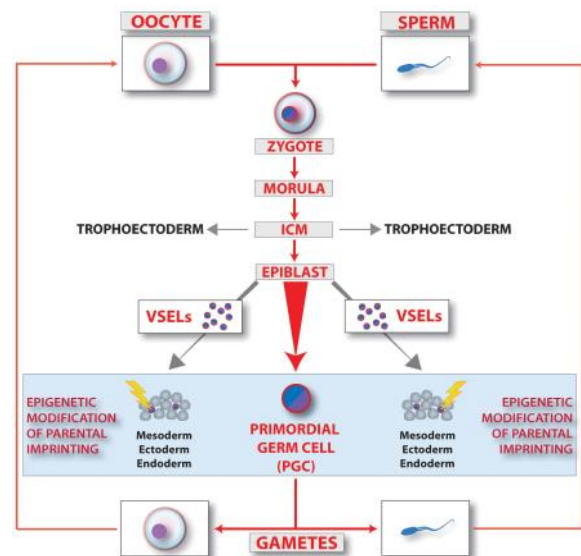 OOCYTE
SPERM
ZYGOTE
MORULA
TROPHOECTODERM
ICM
TROPHOECTODERM
EPIBLAST
VSELs
VSELs
EPIGENETIC
MODIFICATION
OF PARENTAL
IMPRINTING
Mesoderm
Ectoderm
Endoderm
PRIMORDIAL
GERM CELL
(PGC)
Mesoderm
Ectoderm
Endoderm
EPIGENETIC
MODIFICATION
OF PARENTAL
IMPRINTING
GAMETES